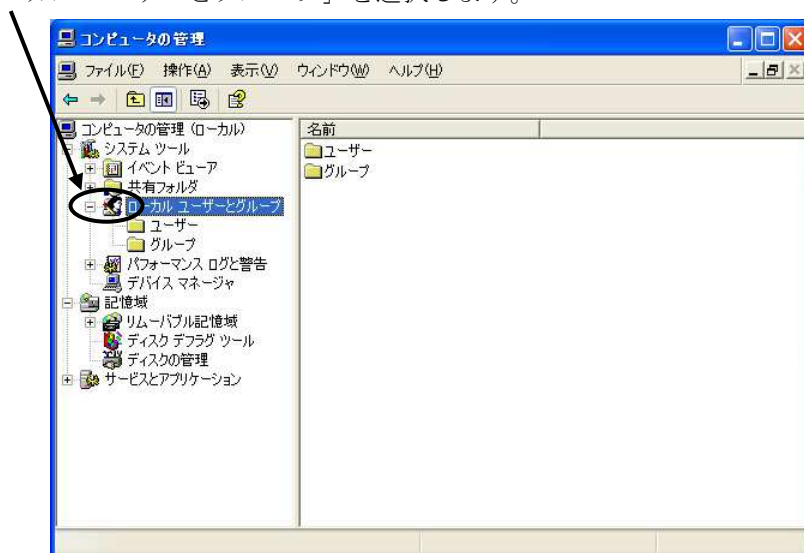 を選択します。
コンピュータの管理
ファイル(F) 操作(A) 表示(V) ウィンドウ(W) ヘルプ(H)
コンピュータの管理 (ローカル)
システム ツール
イベント ビューア
共有フォルダ
ローカル ユーザーとグループ
ユーザー
グループ
パフォーマンス ログと警告
デバイス マネージャ
記憶域
リムーバブル記憶域
ディスク デフラグ ツール
ディスクの管理
サービスとアプリケーション
名前
ユーザー
グループ